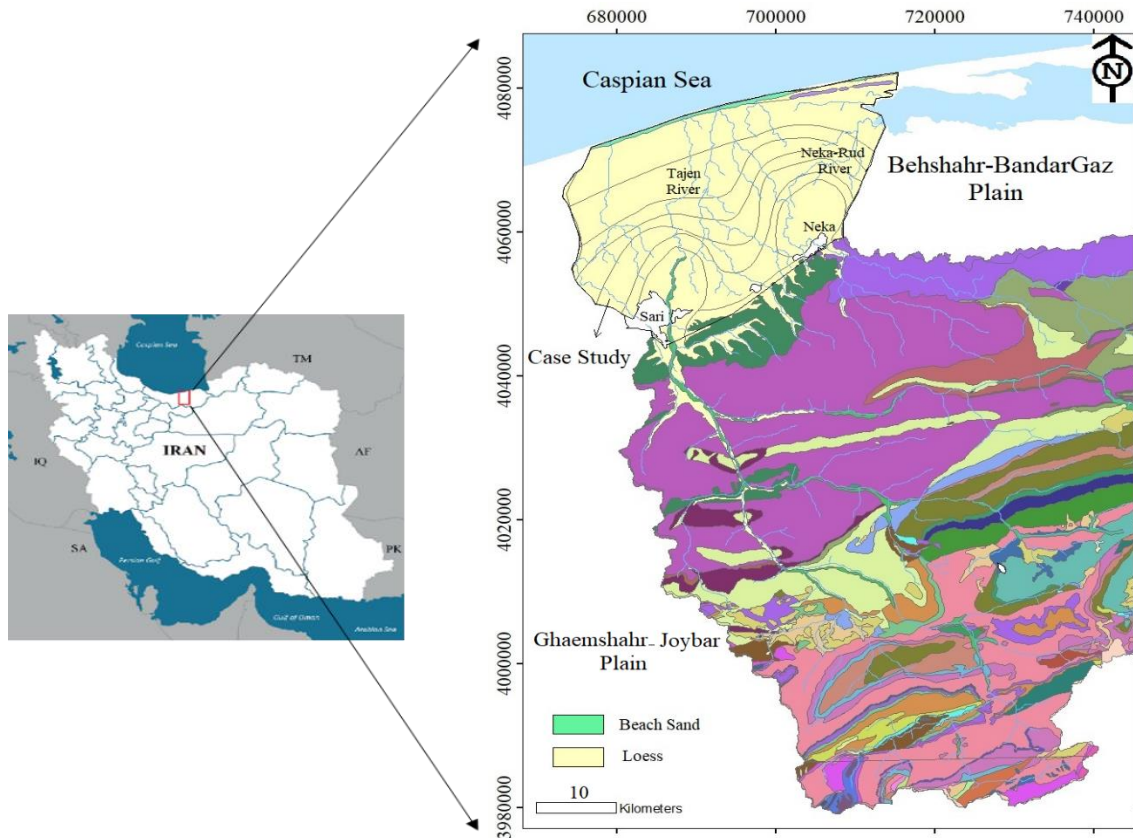 680000
700000
720000
740000
4080000
4060000
4040000
4020000
4000000
3980000
N
Caspian Sea
Tajen
River
Neka-Rud
River
Behshahr-BandarGaz
Plain
Neka
Sari
Case Study
Ghaemshahr-Joybar
Plain
Beach Sand
Loess
10
Kilometers
Caspian Sea
TM
IRAN
AF
IQ
SA
PK
Persian Golf
Gulf of Oman
Arabian Sea